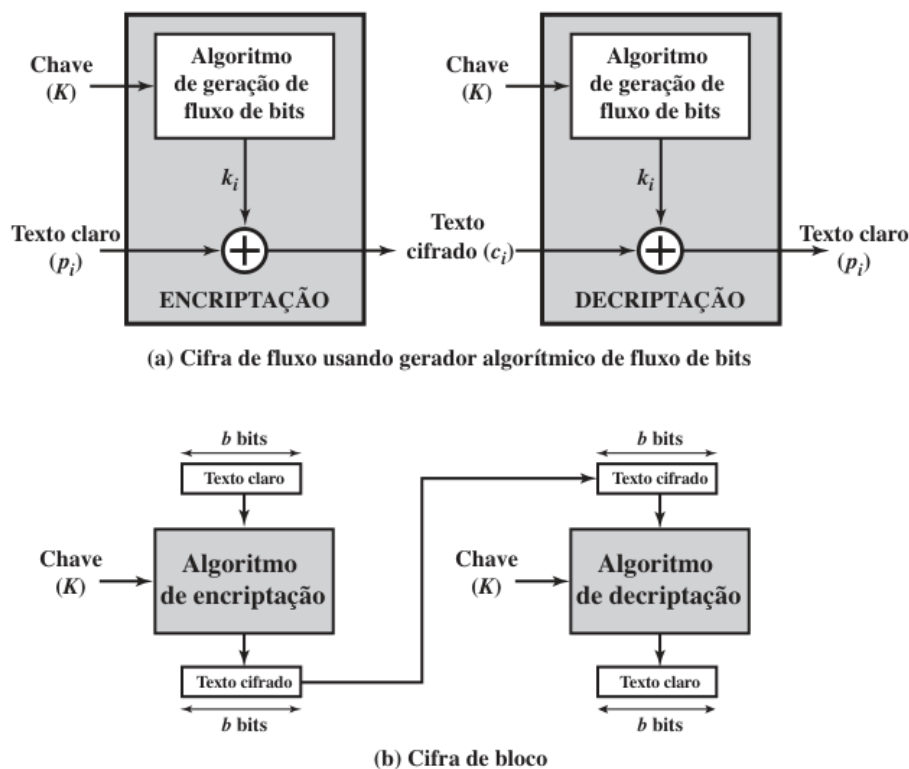 Chave
(K)
Algoritmo
de geração de
fluxo de bits
k_i
Texto claro
(p_i)
ENCRIPTAÇÃO
Texto
cifrado (c_i)
Chave
(K)
Algoritmo
de geração de
fluxo de bits
k_i
Texto claro
(p_i)
DECRIPTAÇÃO
(a) Cifra de fluxo usando gerador algorítmico de fluxo de bits
b bits
Texto claro
Chave
(K)
Algoritmo
de encriptação
Texto cifrado
b bits
b bits
Texto cifrado
Chave
(K)
Algoritmo
de decriptação
Texto claro
b bits
(b) Cifra de bloco